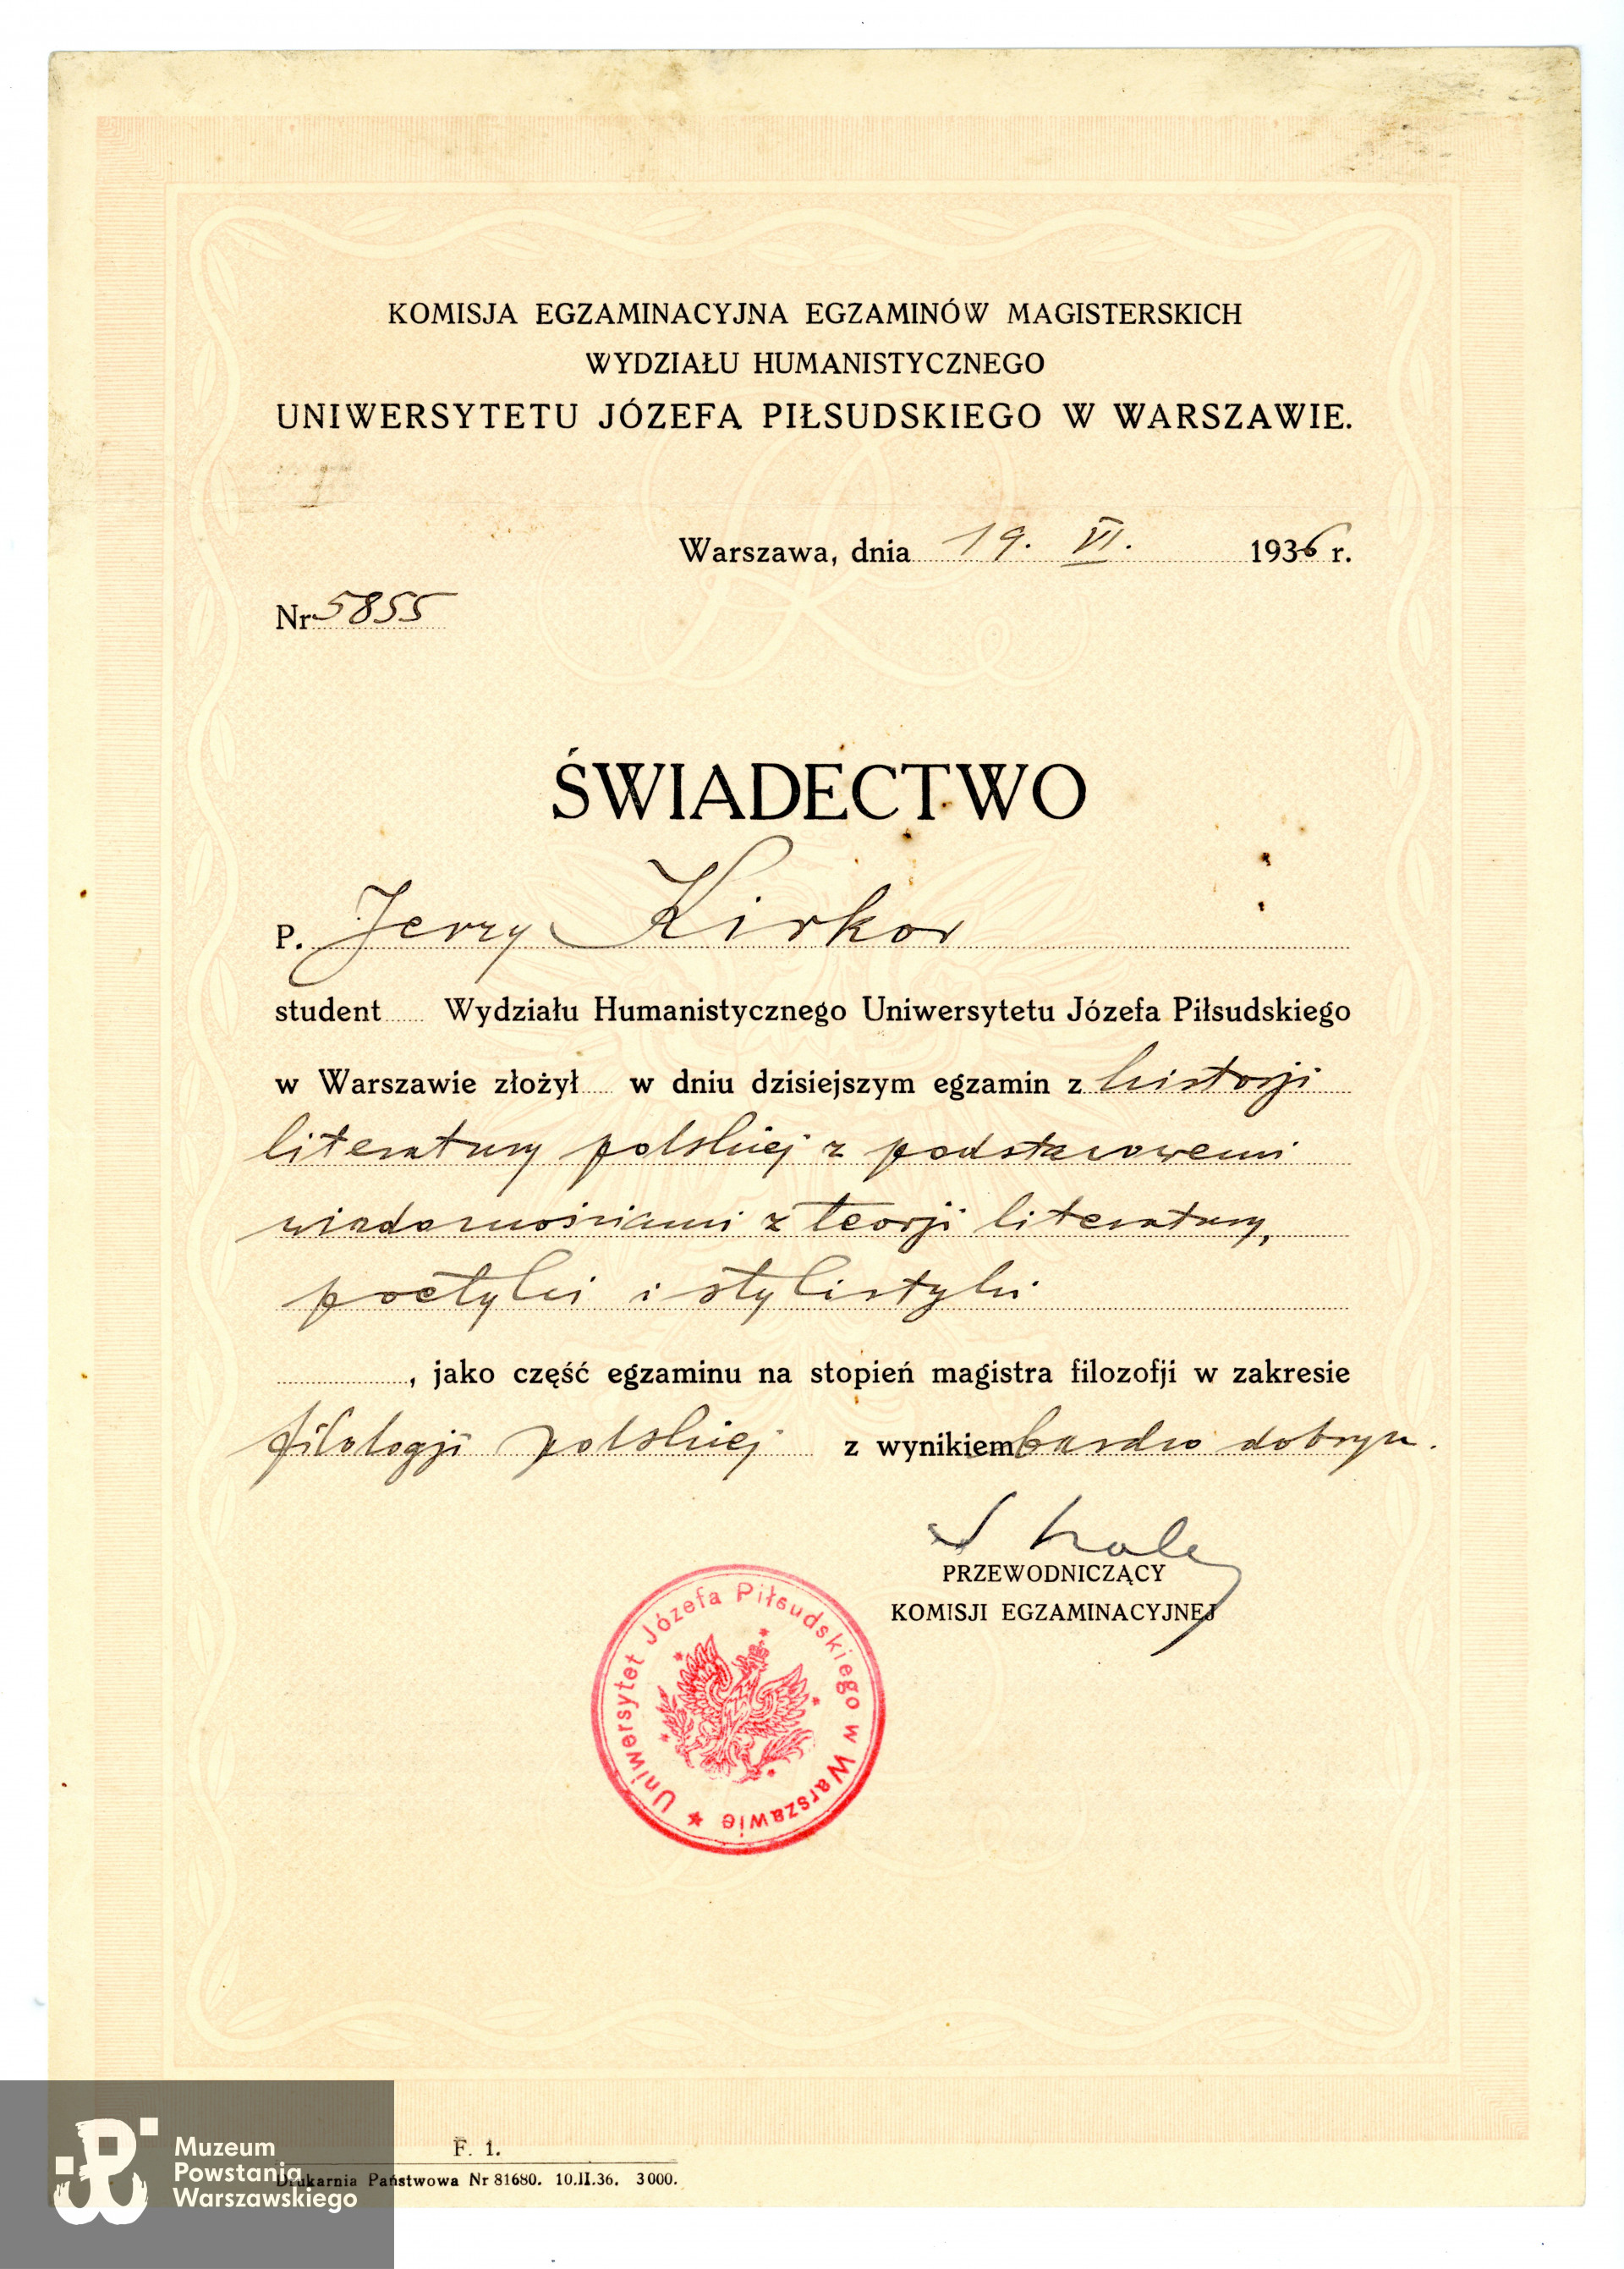 KOMISJA EGZAMINACYJNA EGZAMINÓW MAGISTERSKICH
WYDZIAŁU HUMANISTYCZNEGO
UNIWERSYTETU JÓZEFA PIŁSUDSKIEGO W WARSZAWIE.
Warszawa, dnia 19. VI. 1936 r.
Nr 5855
ŚWIADECTWO
P. Jerzy Kirkor
student Wydziału Humanistycznego Uniwersytetu Józefa Piłsudskiego
w Warszawie złożył w dniu dzisiejszym egzamin z historji
literatury polskiej z podstawowemi
wiadomościami z teorji literatury,
poetyki i stylistyki
, jako część egzaminu na stopień magistra filozofji w zakresie
filologji polskiej z wynikiem bardzo dobrym.
PRZEWODNICZĄCY
KOMISJI EGZAMINACYJNEJ
Uniwersytet Józefa Piłsudskiego w Warszawie
F. 1.
Drukarnia Państwowa Nr 81680. 10.II.36. 3000.
Muzeum
Powstania
Warszawskiego